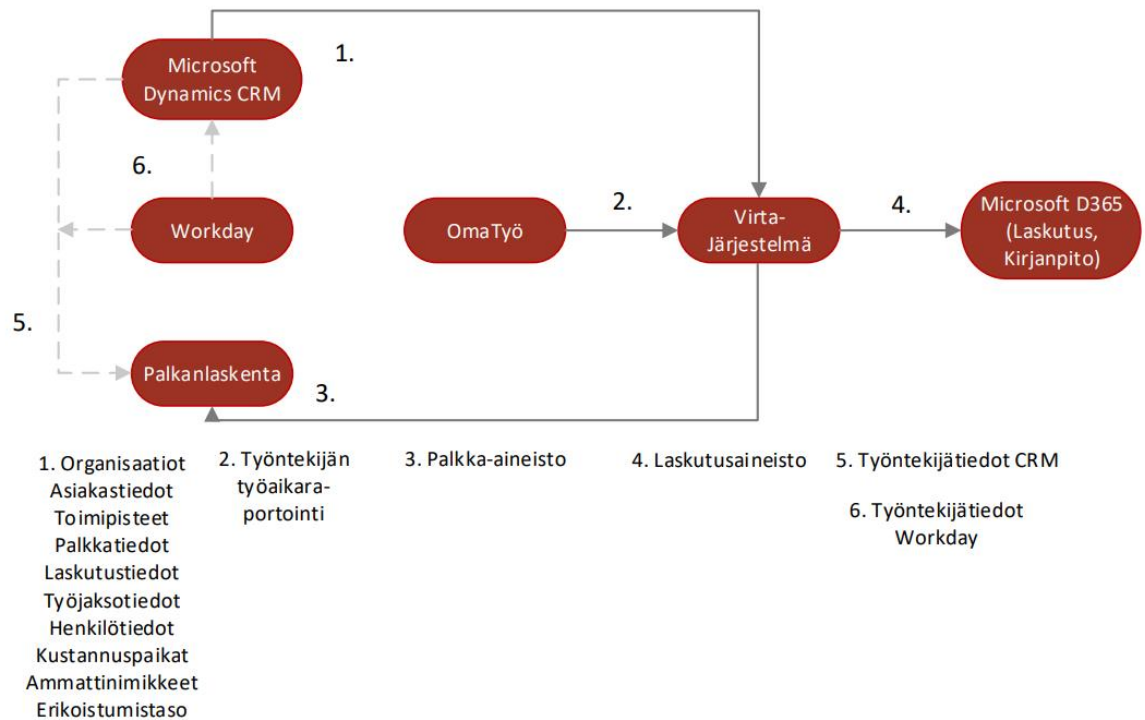 1.
Microsoft
Dynamics CRM
6.
Workday
OmaTyö
2.
Virta-
Järjestelmä
4.
Microsoft D365
(Laskutus,
Kirjanpito)
5.
Palkanlaskenta
3.
1. Organisaatiot
Asiakastiedot
Toimipisteet
Palkkatiedot
Laskutustiedot
Työjaksotiedot
Henkilötiedot
Kustannuspaikat
Ammattinimikkeet
Erikoistumistaso
2. Työntekijän
työaikara-
portointi
3. Palkka-aineisto
4. Laskutusaineisto
5. Työntekijätiedot CRM
6. Työntekijätiedot
Workday